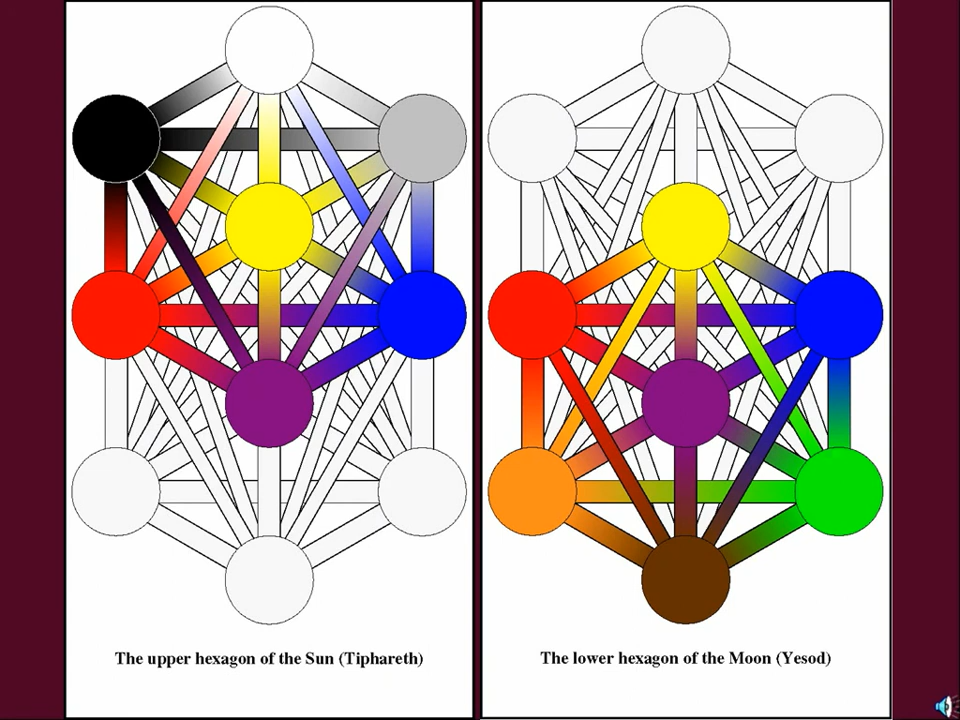 The upper hexagon of the Sun (Tiphareth)
The lower hexagon of the Moon (Yesod)